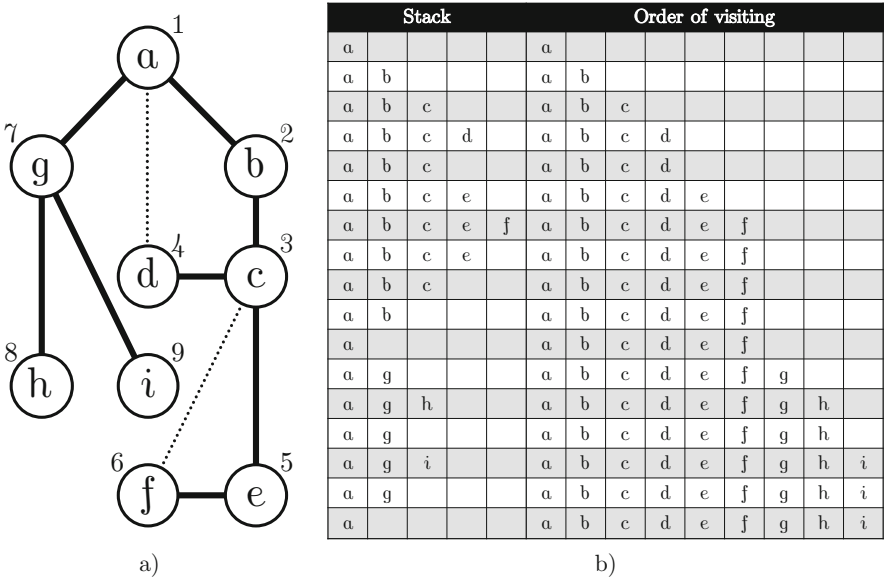 1
a
7
2
g
b
4
3
d
c
8
9
h
i
6
5
f
e
a)
Stack Order of visiting
a a
a b a b
a b c a b c
a b c d a b c d
a b c a b c d
a b c e a b c d e
a b c e f a b c d e f
a b c e a b c d e f
a b c a b c d e f
a b a b c d e f
a a b c d e f
a g a b c d e f g
a g h a b c d e f g h
a g a b c d e f g h
a g i a b c d e f g h i
a g a b c d e f g h i
a a b c d e f g h i
b)